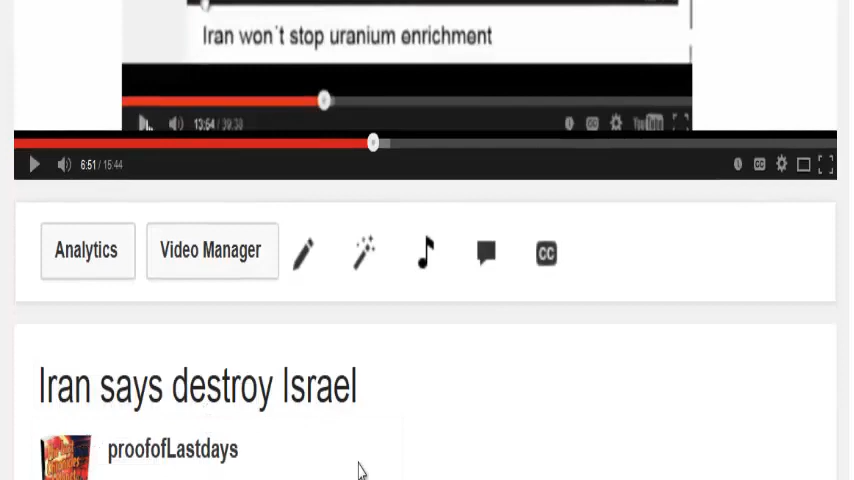 Iran won't stop uranium enrichment
13:54 / 39:38
YouTube
6:51 / 15:44
Analytics
Video Manager
CC
Iran says destroy Israel
proofofLastdays